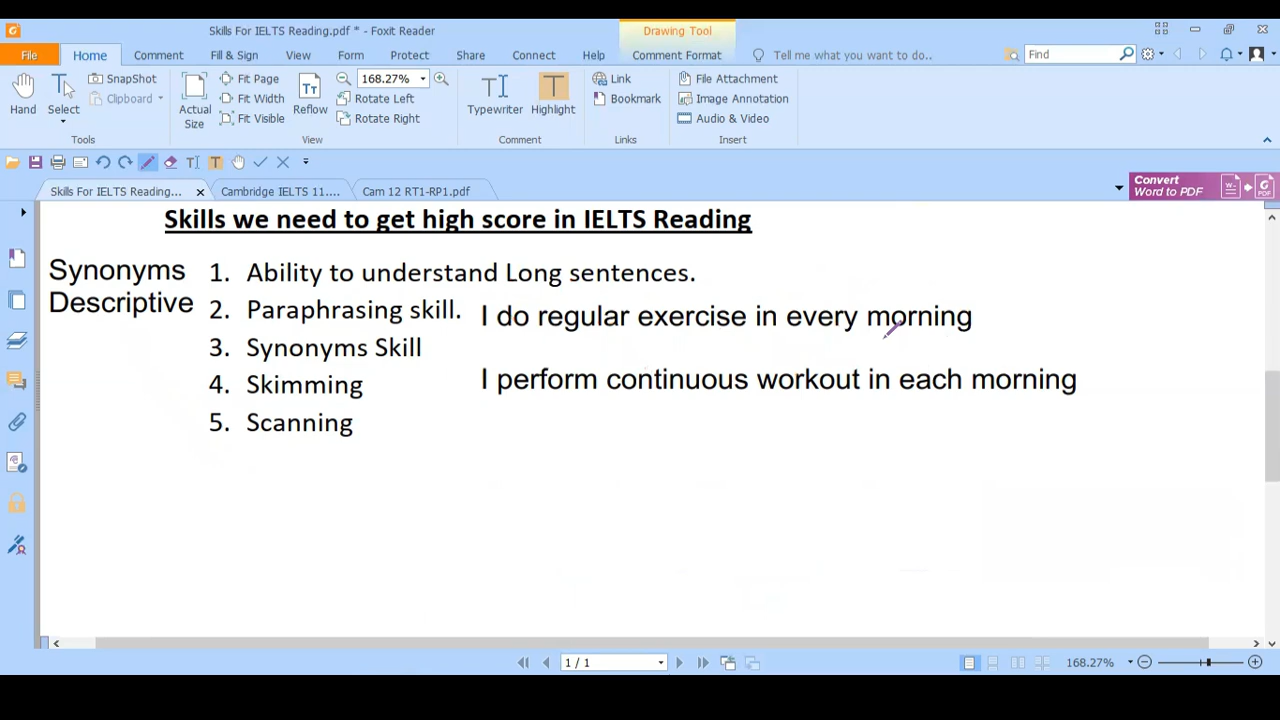 Skills For IELTS Reading.pdf * - Foxit Reader
Drawing Tool
File Home Comment Fill & Sign View Form Protect Share Connect Help Comment Format Tell me what you want to do.. Find
Hand
Select
SnapShot
Clipboard
Tools
Actual Size
Fit Page
Fit Width
Fit Visible
Reflow
168.27%
Rotate Left
Rotate Right
View
Typewriter
Highlight
Comment
Link
Bookmark
Links
File Attachment
Image Annotation
Audio & Video
Insert
Skills For IELTS Reading... Cambridge IELTS 11.... Cam 12 RT1-RP1.pdf
Convert
Word to PDF
Skills we need to get high score in IELTS Reading
Synonyms
Descriptive
1. Ability to understand Long sentences.
2. Paraphrasing skill.
I do regular exercise in every morning
3. Synonyms Skill
4. Skimming
I perform continuous workout in each morning
5. Scanning
1 / 1
168.27%